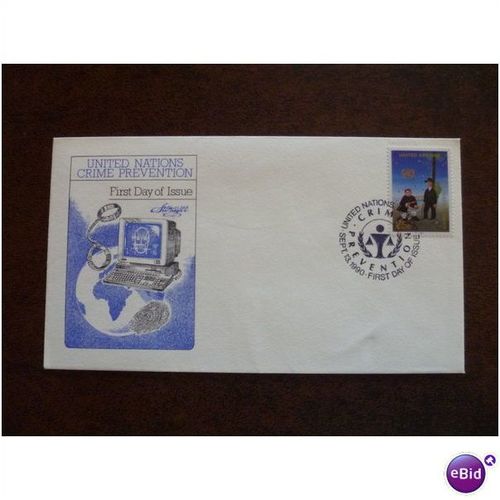 UNITED NATIONS
CRIME PREVENTION
First Day of Issue
UNITED NATIONS
CRIME PREVENTION
SEPT. 13, 1990 · FIRST DAY OF ISSUE
UNITED NATIONS
eBid